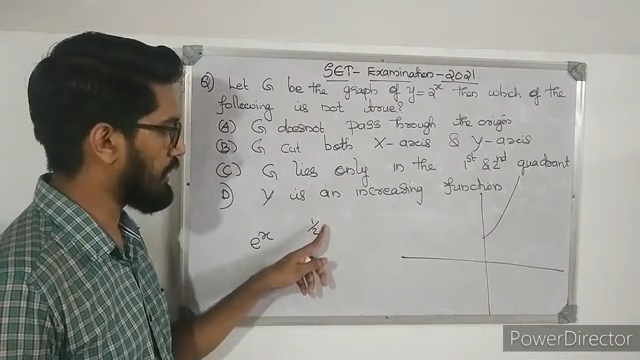 SET- Examination-2021
Q) Let G be the graph of y=2^x then which of the
following is not true?
(A) G doesnot pass through the origin
(B) G cut both X-axis & Y-axis
(C) G lies only in the 1st & 2nd quadrant
D) Y is an increasing function
e^x 1/2
PowerDirector